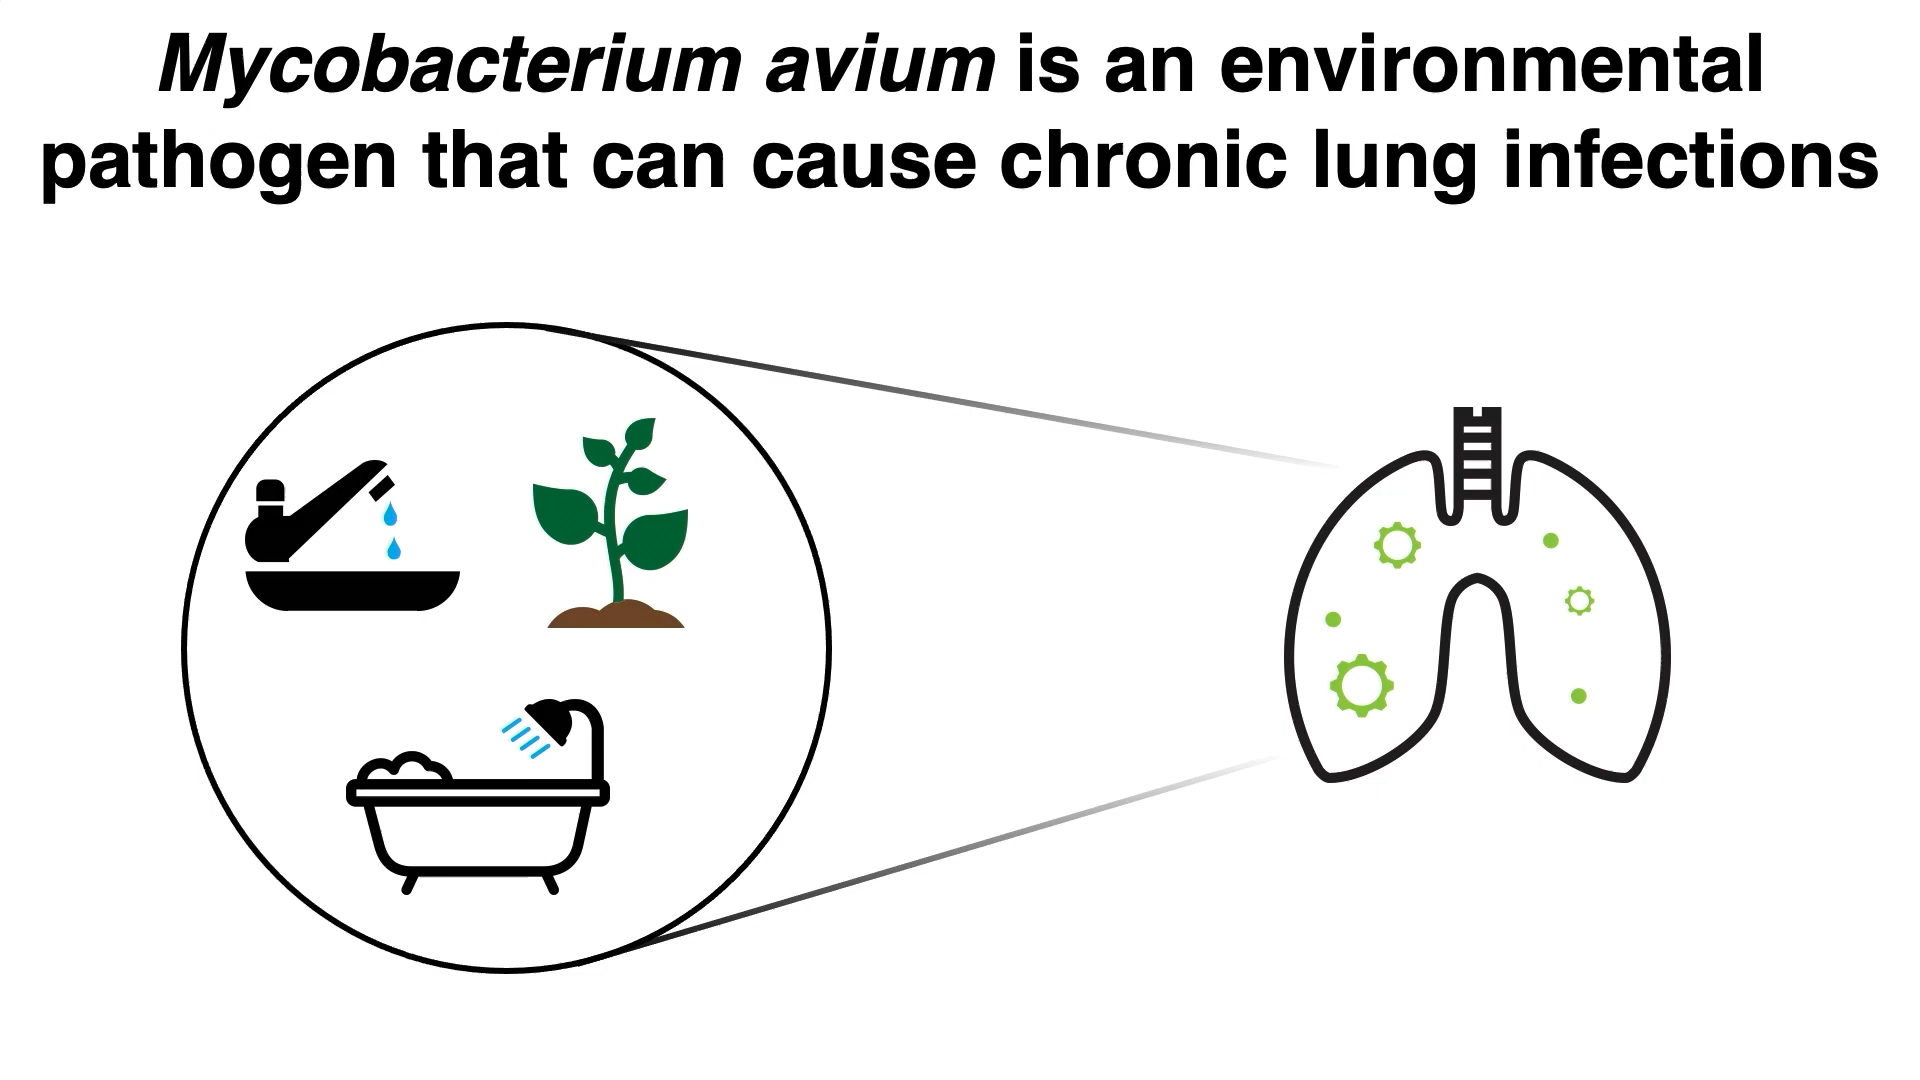 Mycobacterium avium is an environmental
pathogen that can cause chronic lung infections